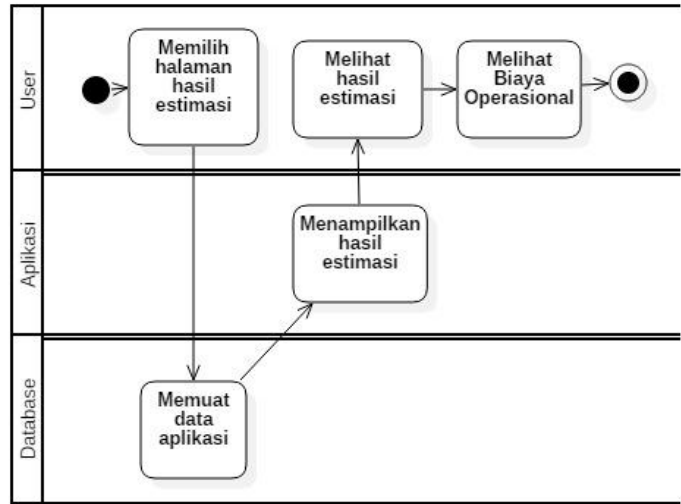 User
Memilih
halaman
hasil
estimasi
Melihat
hasil
estimasi
Melihat
Biaya
Operasional
Aplikasi
Menampilkan
hasil
estimasi
Database
Memuat
data
aplikasi